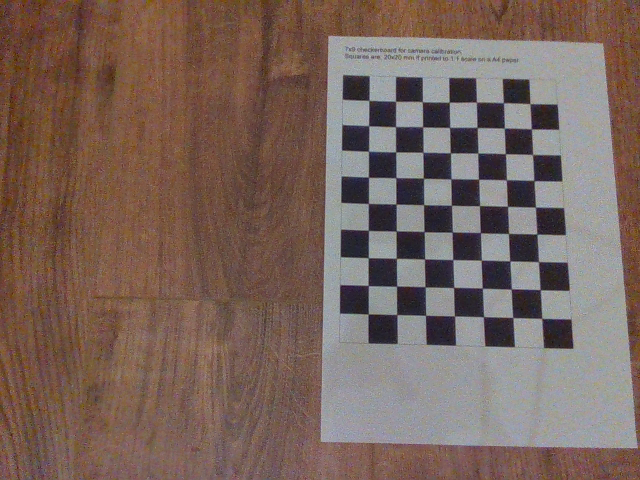 7x9 checkerboard for camera calibration.
Squares are: 20x20 mm if printed to 1:1 scale on a A4 paper